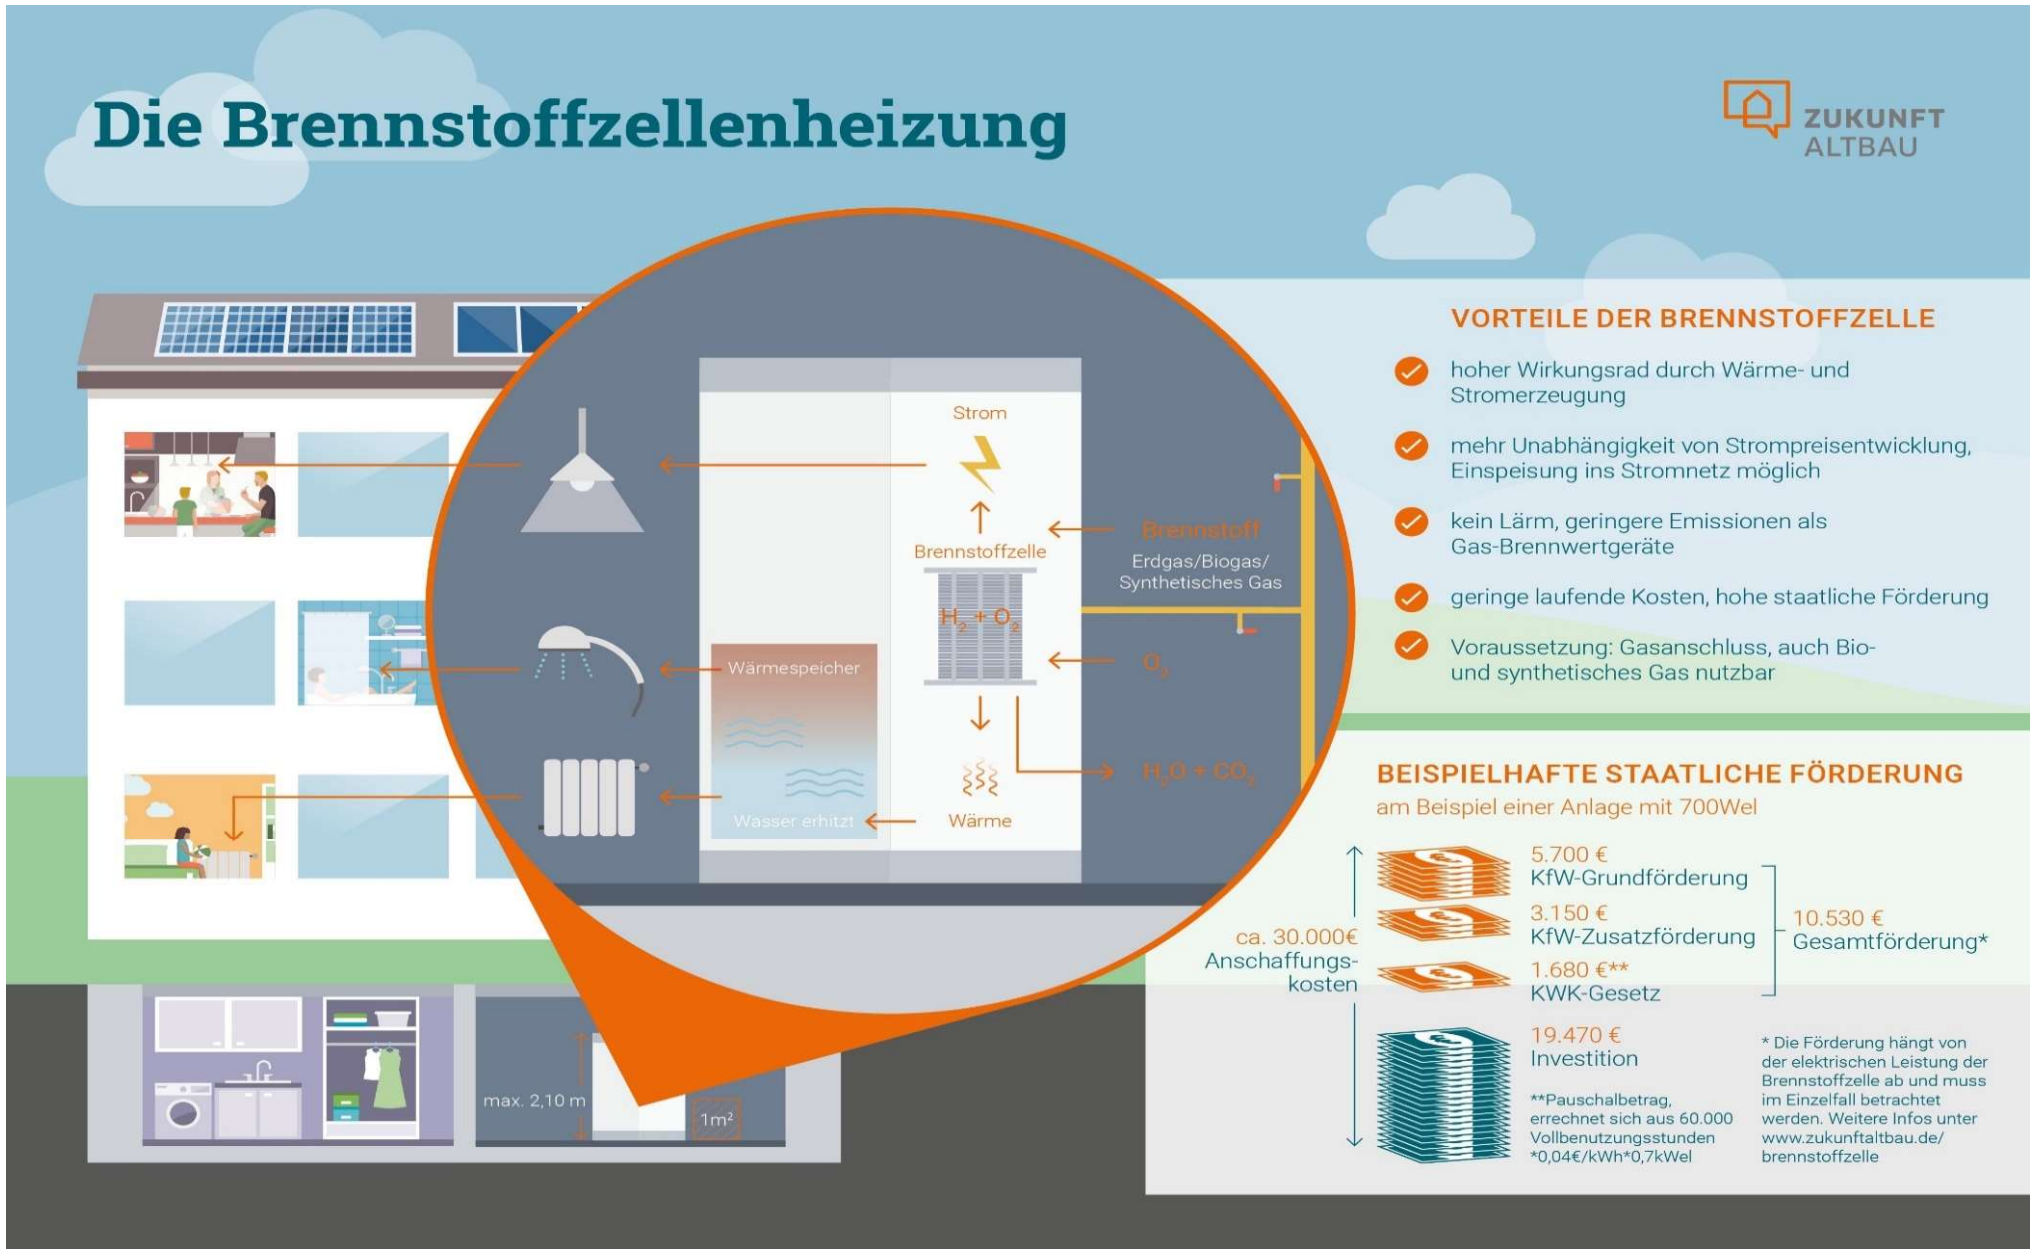 Die Brennstoffzellenheizung
ZUKUNFT
ALTBAU
Strom
Brennstoffzelle
H₂ + O₂
Wärme
Wärmespeicher
Wasser erhitzt
Brennstoff
Erdgas/Biogas/
Synthetisches Gas
O₂
H₂O + CO₂
max. 2,10 m
1m²
VORTEILE DER BRENNSTOFFZELLE
hoher Wirkungsrad durch Wärme- und
Stromerzeugung
mehr Unabhängigkeit von Strompreisentwicklung,
Einspeisung ins Stromnetz möglich
kein Lärm, geringere Emissionen als
Gas-Brennwertgeräte
geringe laufende Kosten, hohe staatliche Förderung
Voraussetzung: Gasanschluss, auch Bio-
und synthetisches Gas nutzbar
BEISPIELHAFTE STAATLICHE FÖRDERUNG
am Beispiel einer Anlage mit 700Wel
ca. 30.000€
Anschaffungs-
kosten
5.700 €
KfW-Grundförderung
3.150 €
KfW-Zusatzförderung
1.680 €**
KWK-Gesetz
10.530 €
Gesamtförderung*
19.470 €
Investition
**Pauschalbetrag,
errechnet sich aus 60.000
Vollbenutzungsstunden
*0,04€/kWh*0,7kWel
* Die Förderung hängt von
der elektrischen Leistung der
Brennstoffzelle ab und muss
im Einzelfall betrachtet
werden. Weitere Infos unter
www.zukunftaltbau.de/
brennstoffzelle